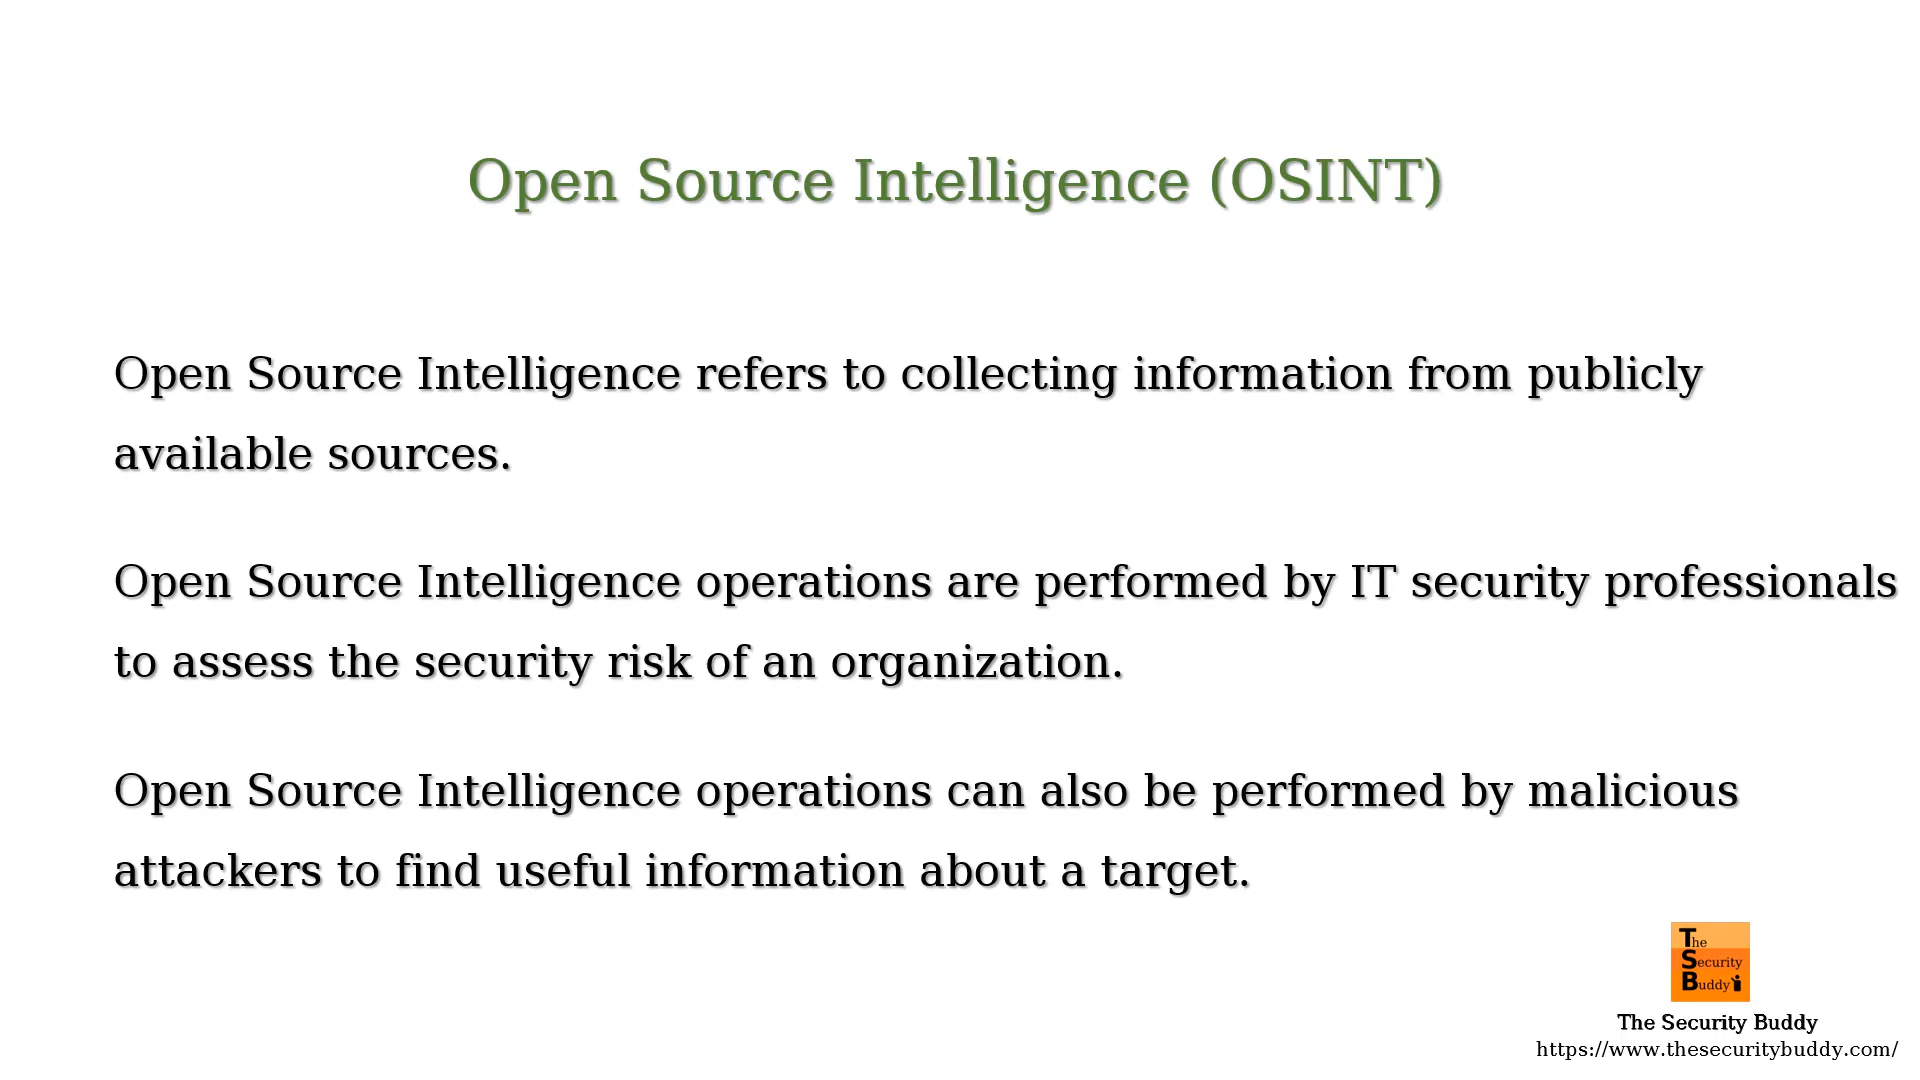 Open Source Intelligence (OSINT)
Open Source Intelligence refers to collecting information from publicly
available sources.
Open Source Intelligence operations are performed by IT security professionals
to assess the security risk of an organization.
Open Source Intelligence operations can also be performed by malicious
attackers to find useful information about a target.
The
Security
Buddy
The Security Buddy
https://www.thesecuritybuddy.com/